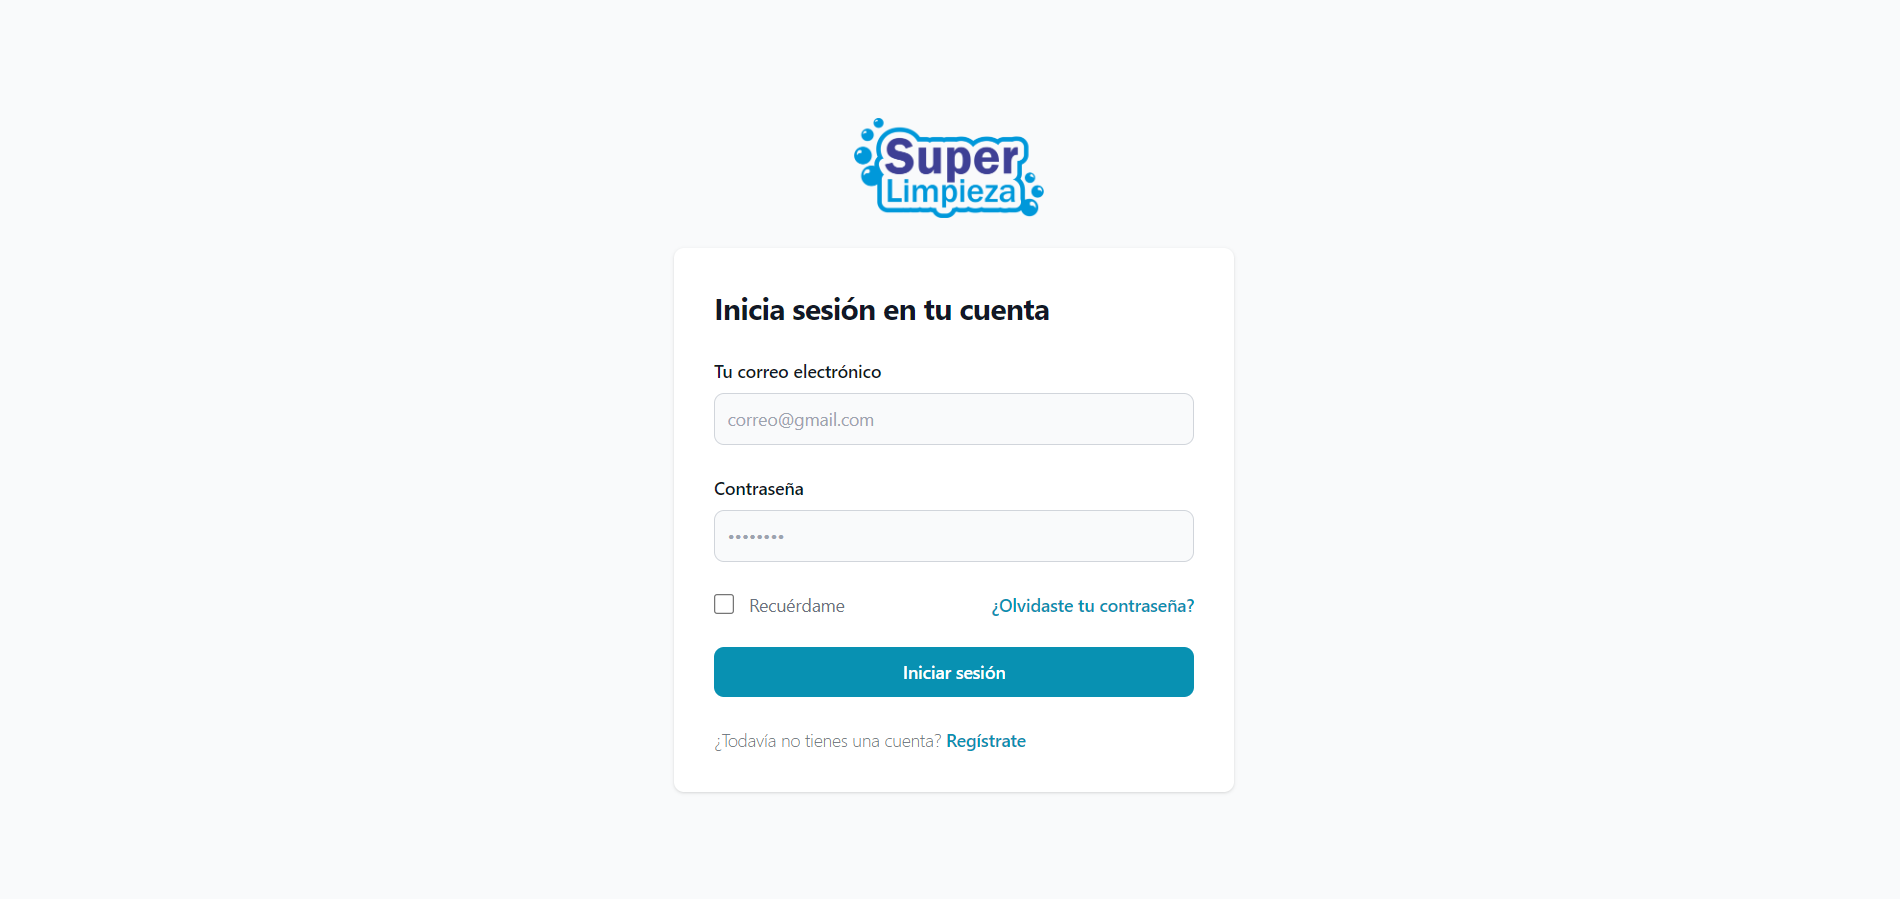 Super
Limpieza
Inicia sesión en tu cuenta
Tu correo electrónico
correo@gmail.com
Contraseña
••••••••
Recuérdame
¿Olvidaste tu contraseña?
Iniciar sesión
¿Todavía no tienes una cuenta? Regístrate